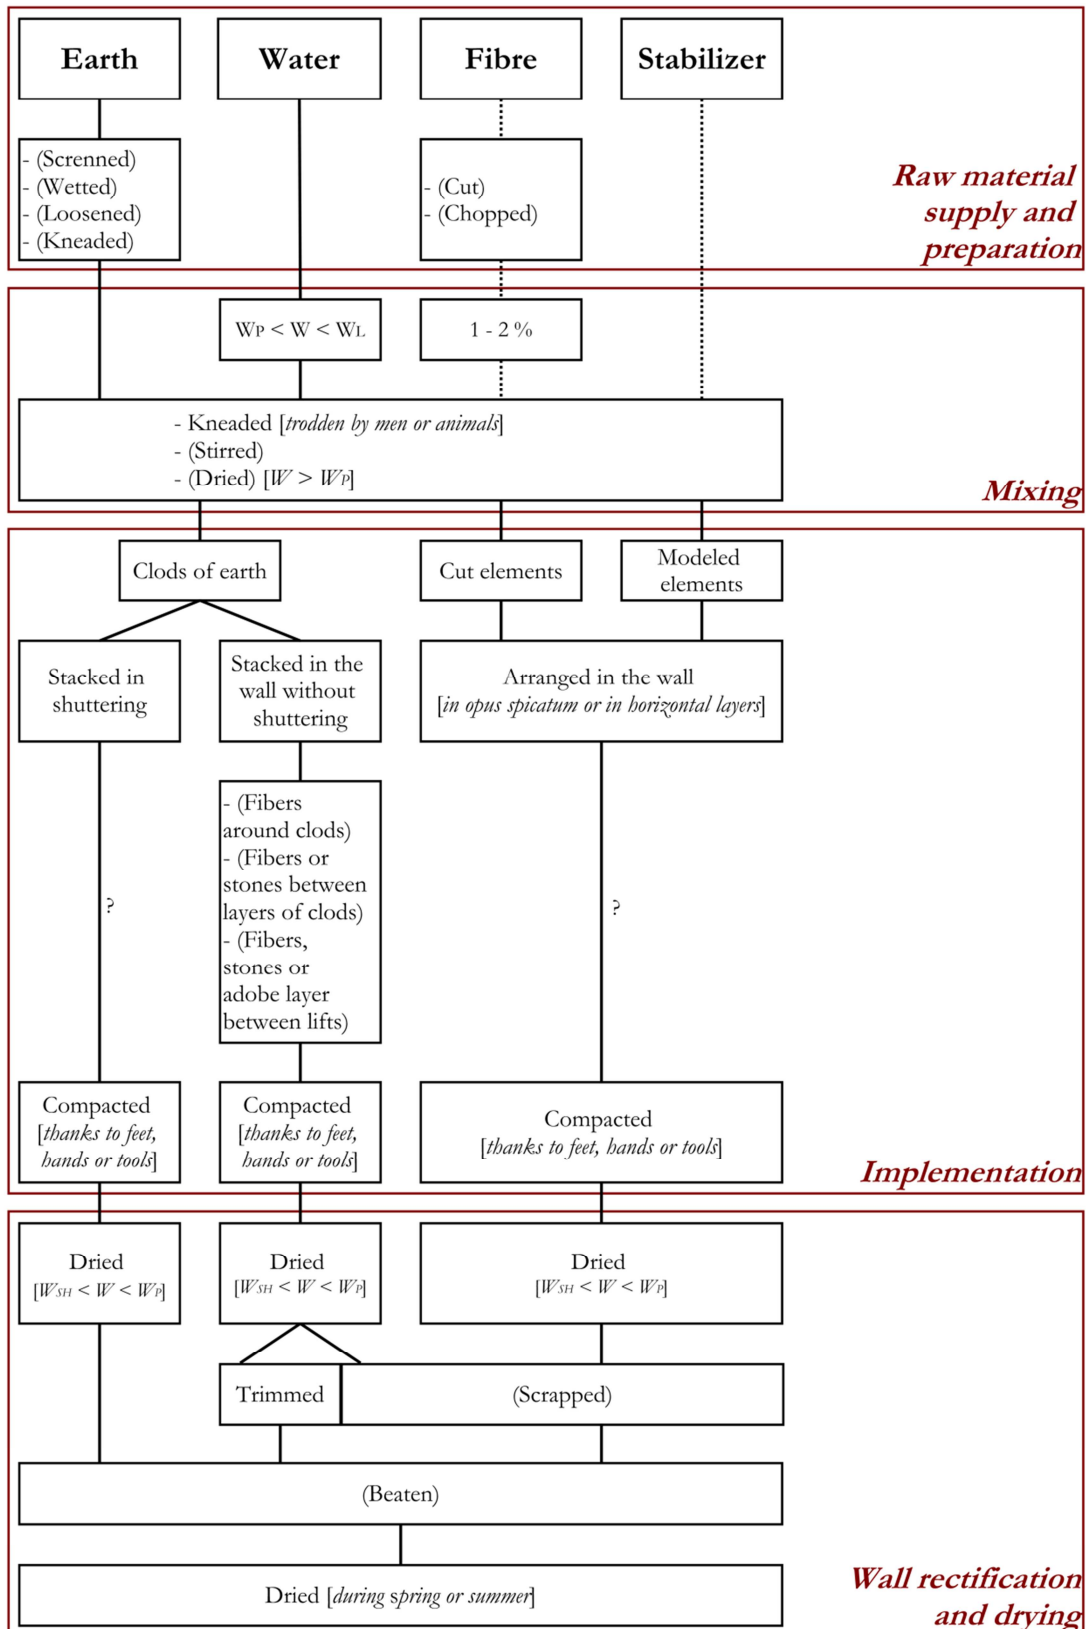 Earth
Water
Fibre
Stabilizer
- (Screnned)
- (Wetted)
- (Loosened)
- (Kneaded)
- (Cut)
- (Chopped)
Raw material
supply and
preparation
WP < W < WL
1 - 2 %
- Kneaded [trodden by men or animals]
- (Stirred)
- (Dried) [W > WP]
Mixing
Clods of earth
Cut elements
Modeled
elements
Stacked in
shuttering
Stacked in the
wall without
shuttering
Arranged in the wall
[in opus spicatum or in horizontal layers]
- (Fibers
around clods)
- (Fibers or
stones between
layers of clods)
- (Fibers,
stones or
adobe layer
between lifts)
?
?
Compacted
[thanks to feet,
hands or tools]
Compacted
[thanks to feet,
hands or tools]
Compacted
[thanks to feet, hands or tools]
Implementation
Dried
[WSH < W < WP]
Dried
[WSH < W < WP]
Dried
[WSH < W < WP]
Trimmed
(Scrapped)
(Beaten)
Dried [during spring or summer]
Wall rectification
and drying